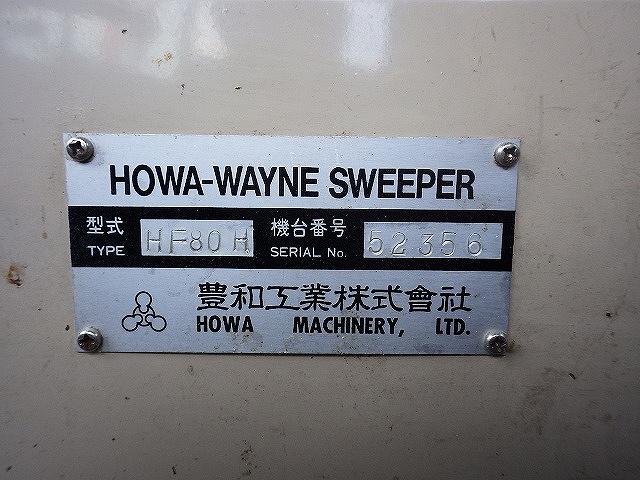 HOWA-WAYNE SWEEPER
型式 TYPE HF80H 機台番号 SERIAL No. 52356
豊和工業株式會社
HOWA MACHINERY, LTD.